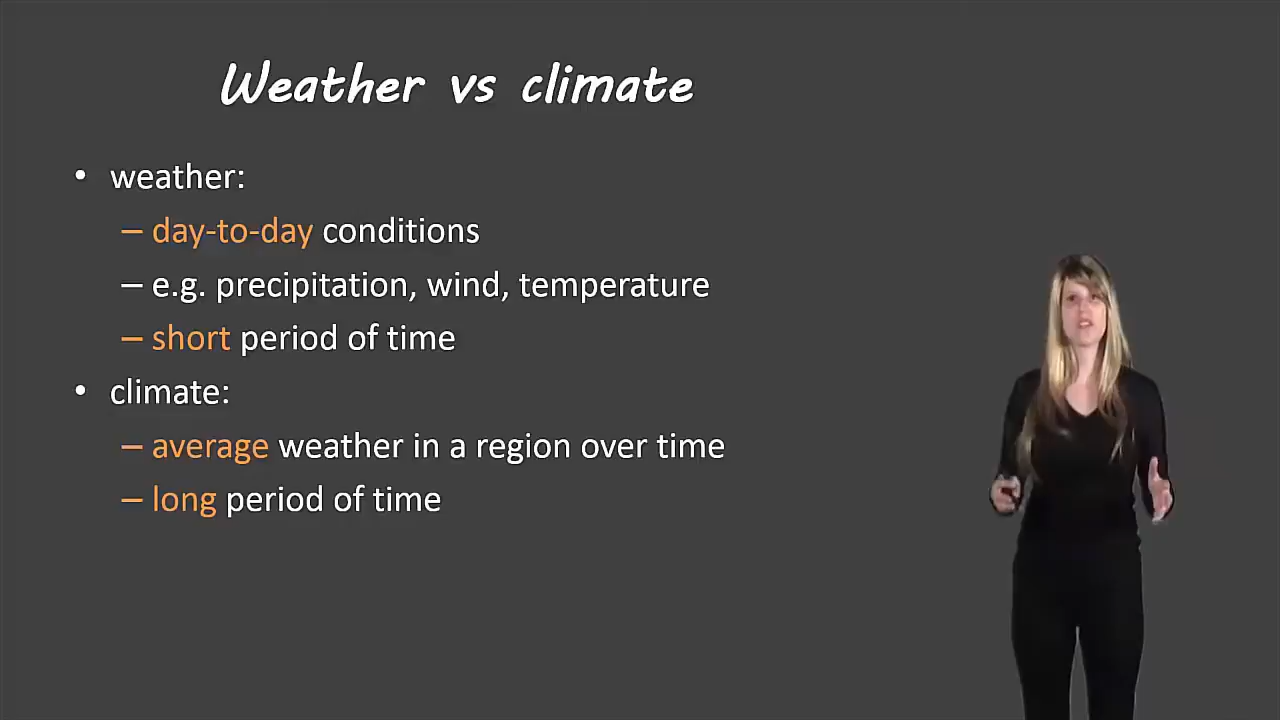 Weather vs climate
• weather:
– day-to-day conditions
– e.g. precipitation, wind, temperature
– short period of time
• climate:
– average weather in a region over time
– long period of time